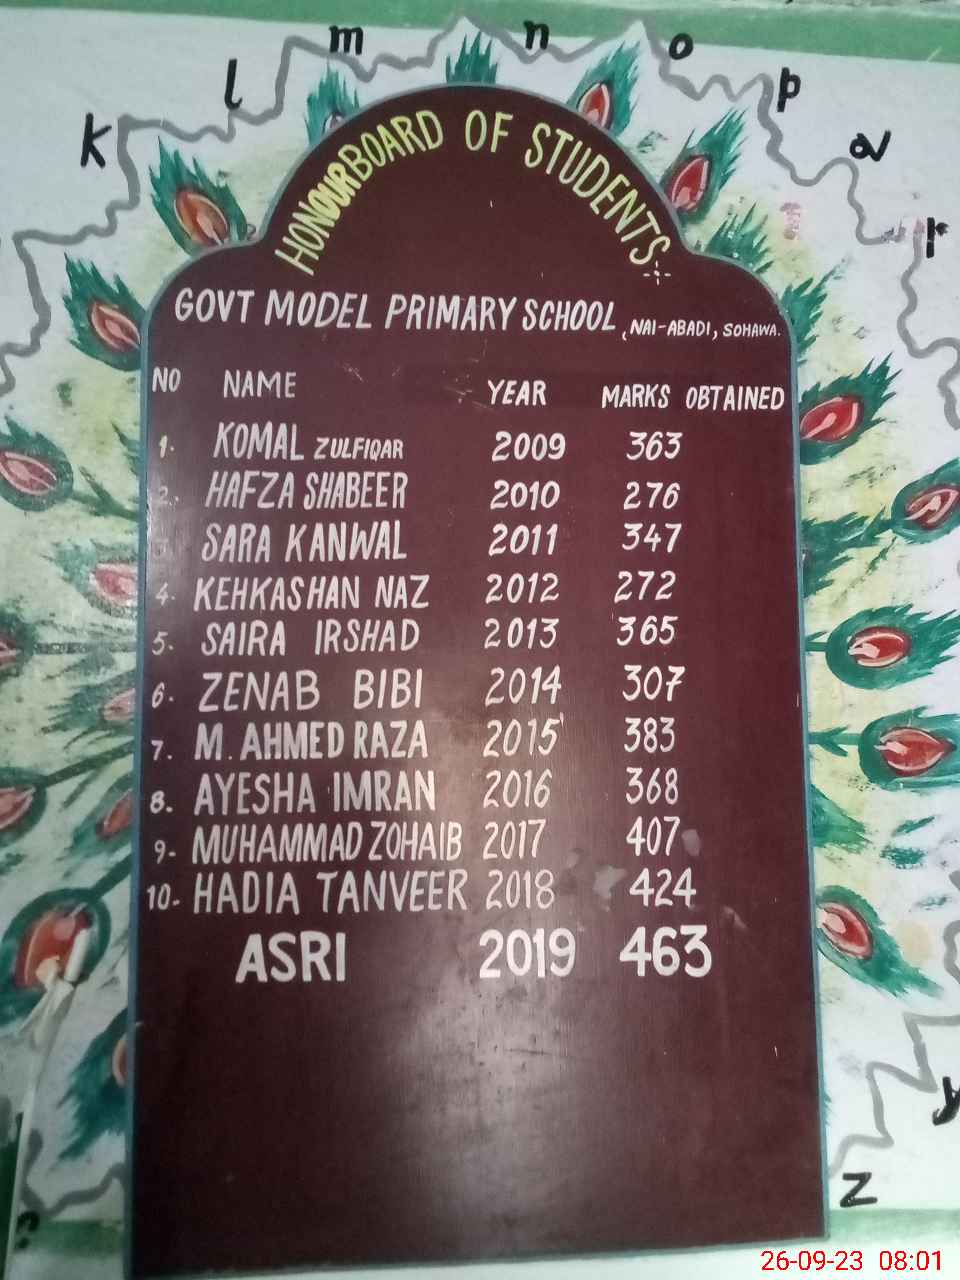 k l m n o p q r
HONOURBOARD OF STUDENTS
GOVT MODEL PRIMARY SCHOOL, NAI-ABADI, SOHAWA.
NO NAME YEAR MARKS OBTAINED
1. KOMAL ZULFIQAR 2009 363
2. HAFZA SHABEER 2010 276
3. SARA KANWAL 2011 347
4. KEHKASHAN NAZ 2012 272
5. SAIRA IRSHAD 2013 365
6. ZENAB BIBI 2014 307
7. M. AHMED RAZA 2015 383
8. AYESHA IMRAN 2016 368
9- MUHAMMAD ZOHAIB 2017 407
10. HADIA TANVEER 2018 424
ASRI 2019 463
y
z
26-09-23 08:01